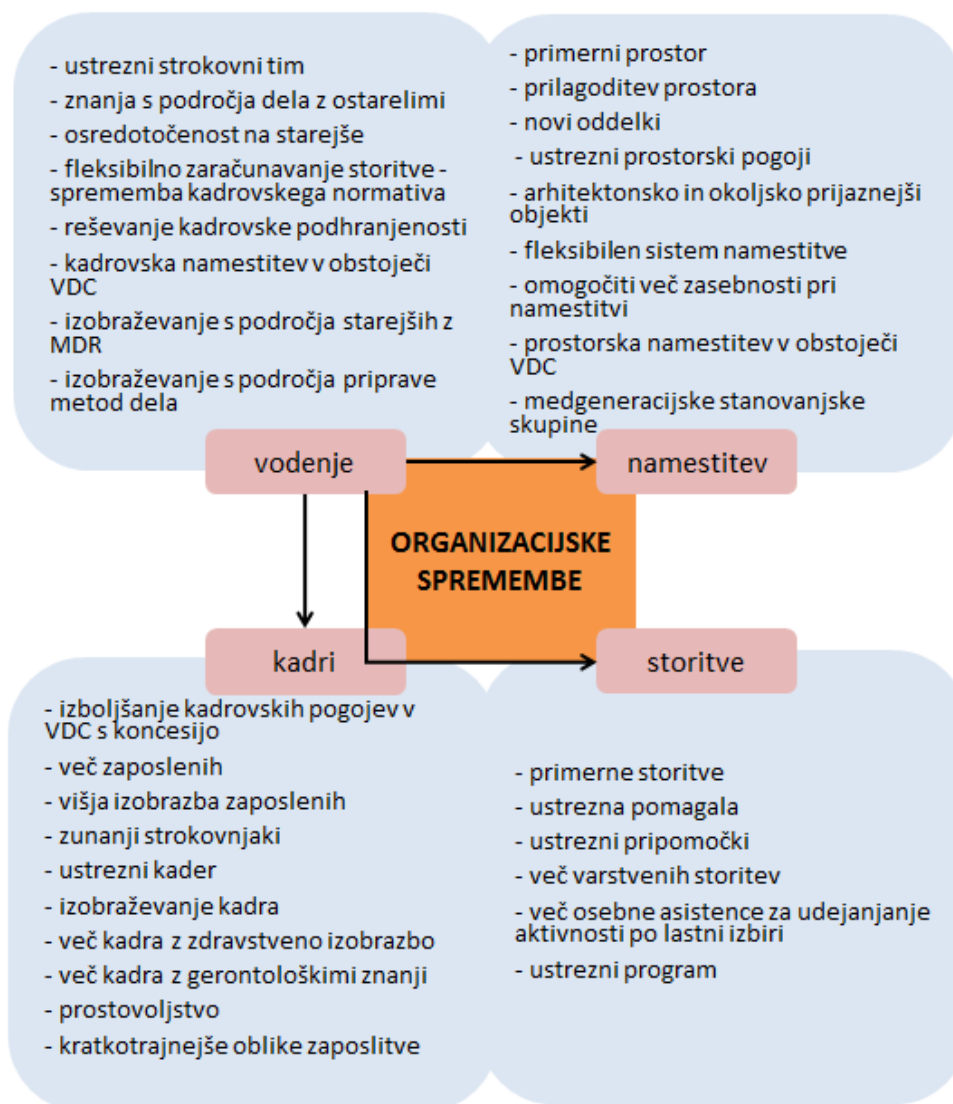 - ustrezni strokovni tim
- znanja s področja dela z ostarelimi
- osredotočenost na starejše
- fleksibilno zaračunavanje storitve -
sprememba kadrovskega normativa
- reševanje kadrovske podhranjenosti
- kadrovska namestitev v obstoječi
VDC
- izobraževanje s področja starejših z
MDR
- izobraževanje s področja priprave
metod dela
vodenje
- primerni prostor
- prilagoditev prostora
- novi oddelki
- ustrezni prostorski pogoji
- arhitektonsko in okoljsko prijaznejši
objekti
- fleksibilen sistem namestitve
- omogočiti več zasebnosti pri
namestitvi
- prostorska namestitev v obstoječi
VDC
- medgeneracijske stanovanjske
skupine
namestitev
ORGANIZACIJSKE
SPREMEMBE
kadri
- izboljšanje kadrovskih pogojev v
VDC s koncesijo
- več zaposlenih
- višja izobrazba zaposlenih
- zunanji strokovnjaki
- ustrezni kader
- izobraževanje kadra
- več kadra z zdravstveno izobrazbo
- več kadra z gerontološkimi znanji
- prostovoljstvo
- kratkotrajnejše oblike zaposlitve
storitve
- primerne storitve
- ustrezna pomagala
- ustrezni pripomočki
- več varstvenih storitev
- več osebne asistence za udejanjanje
aktivnosti po lastni izbiri
- ustrezni program